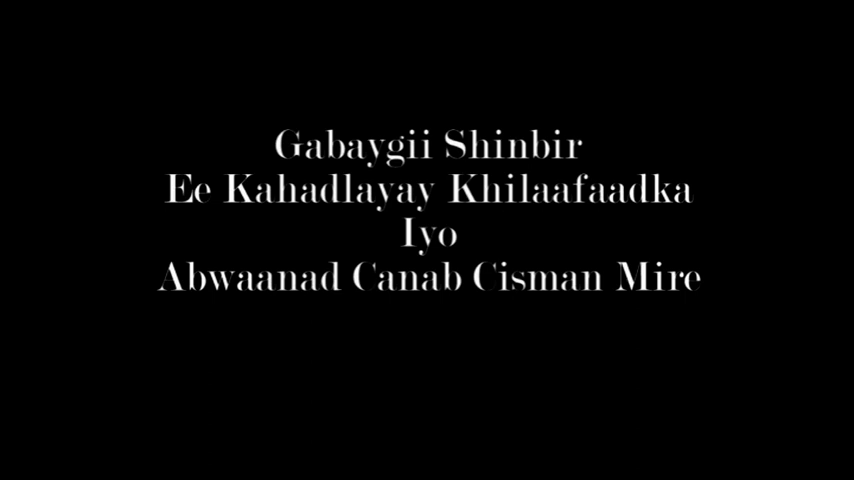 Gabaygii Shinbir
Ee Kahadlayay Khilaafaadka
Iyo
Abwaanad Canab Cisman Mire